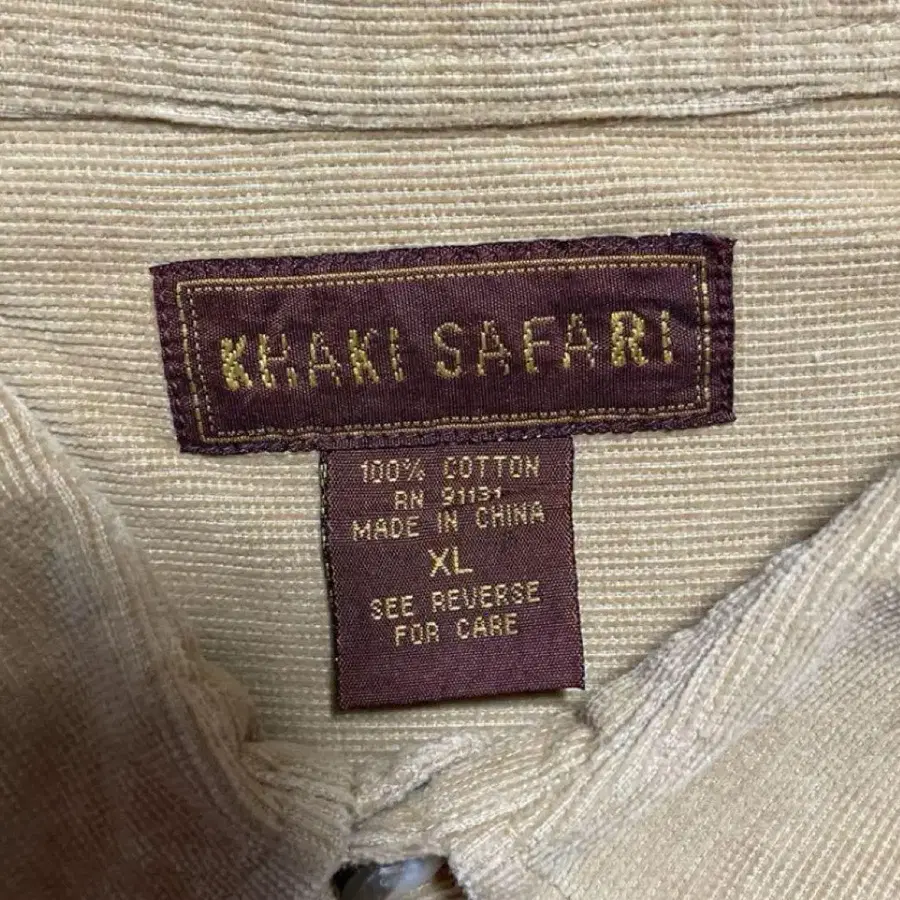 KHAKI SAFARI
100% COTTON
RN 91131
MADE IN CHINA
XL
SEE REVERSE
FOR CARE